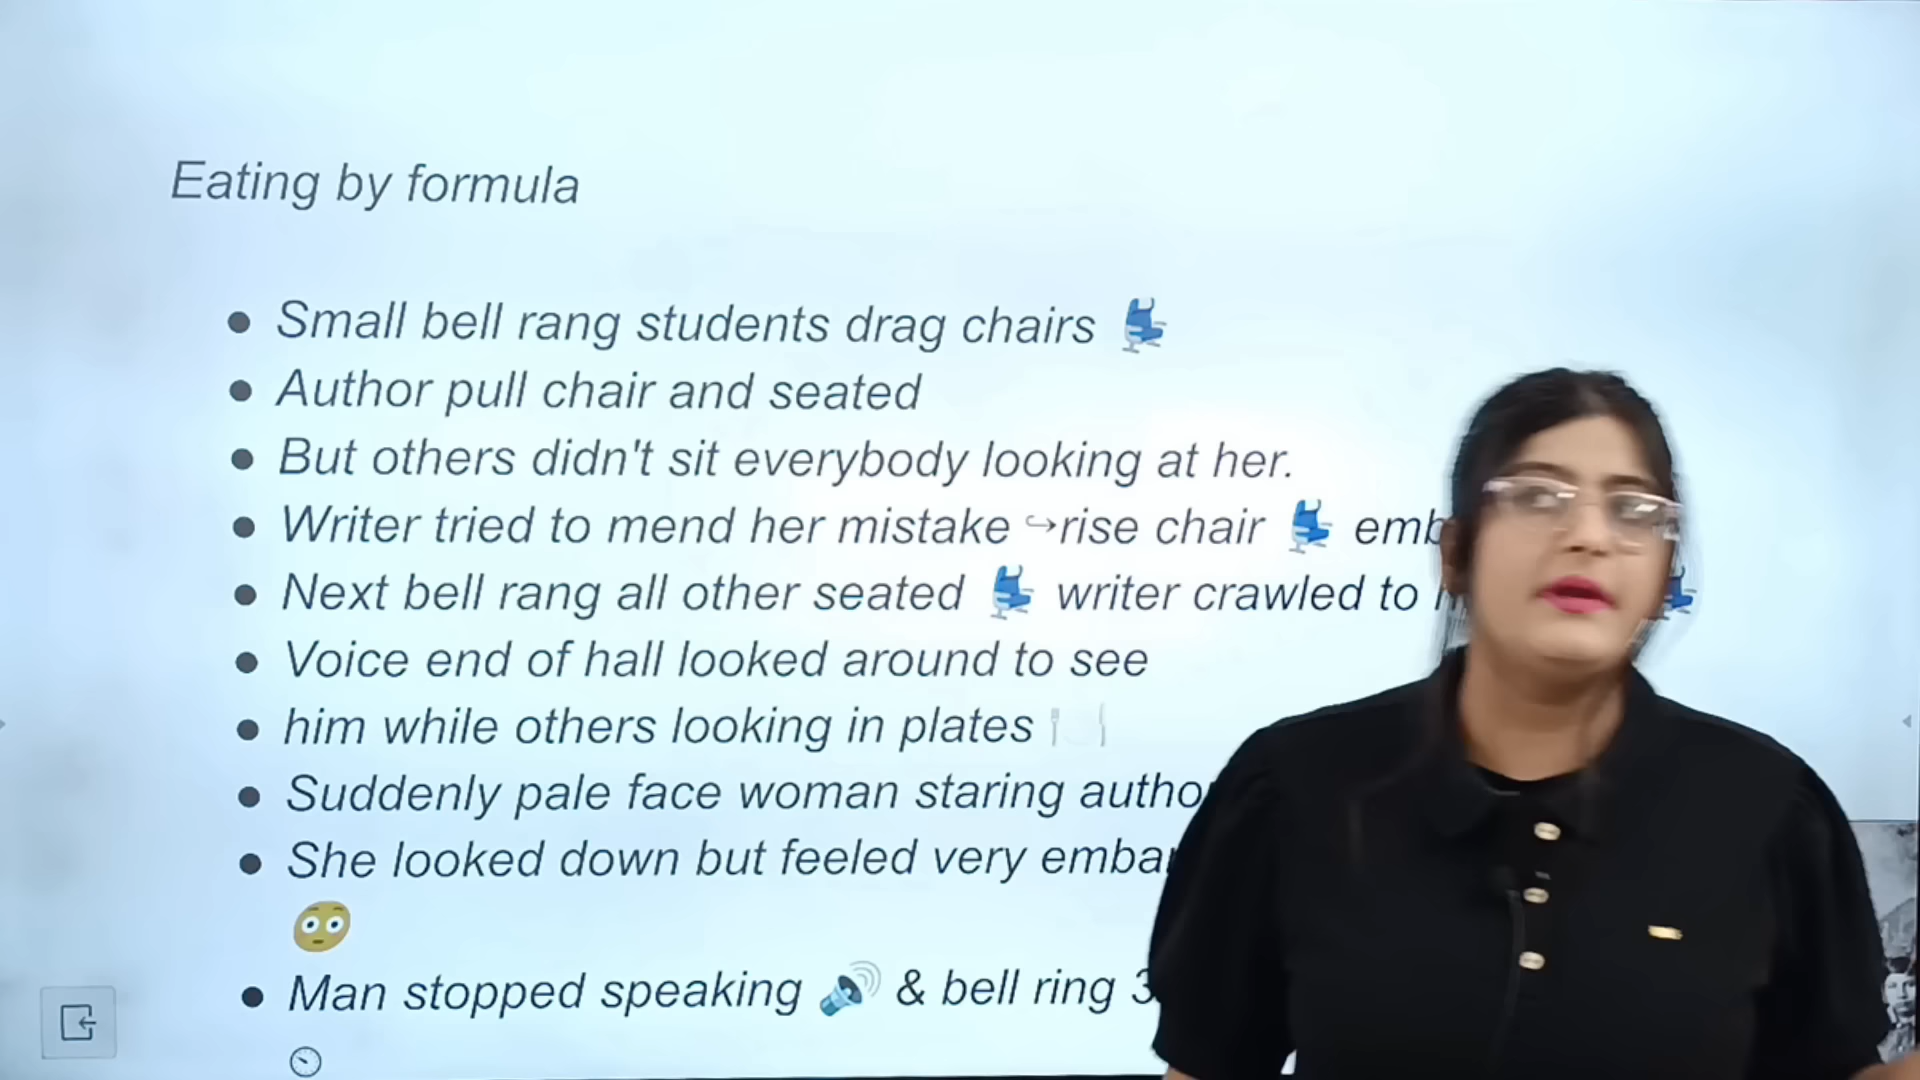 Eating by formula
● Small bell rang students drag chairs 💺
● Author pull chair and seated
● But others didn't sit everybody looking at her.
● Writer tried to mend her mistake ↪rise chair 💺
● Next bell rang all other seated 💺 writer crawled to
● Voice end of hall looked around to see
● him while others looking in plates 🍽
● Suddenly pale face woman staring
● She looked down but feeled very
😳
● Man stopped speaking 🔊 & bell ring